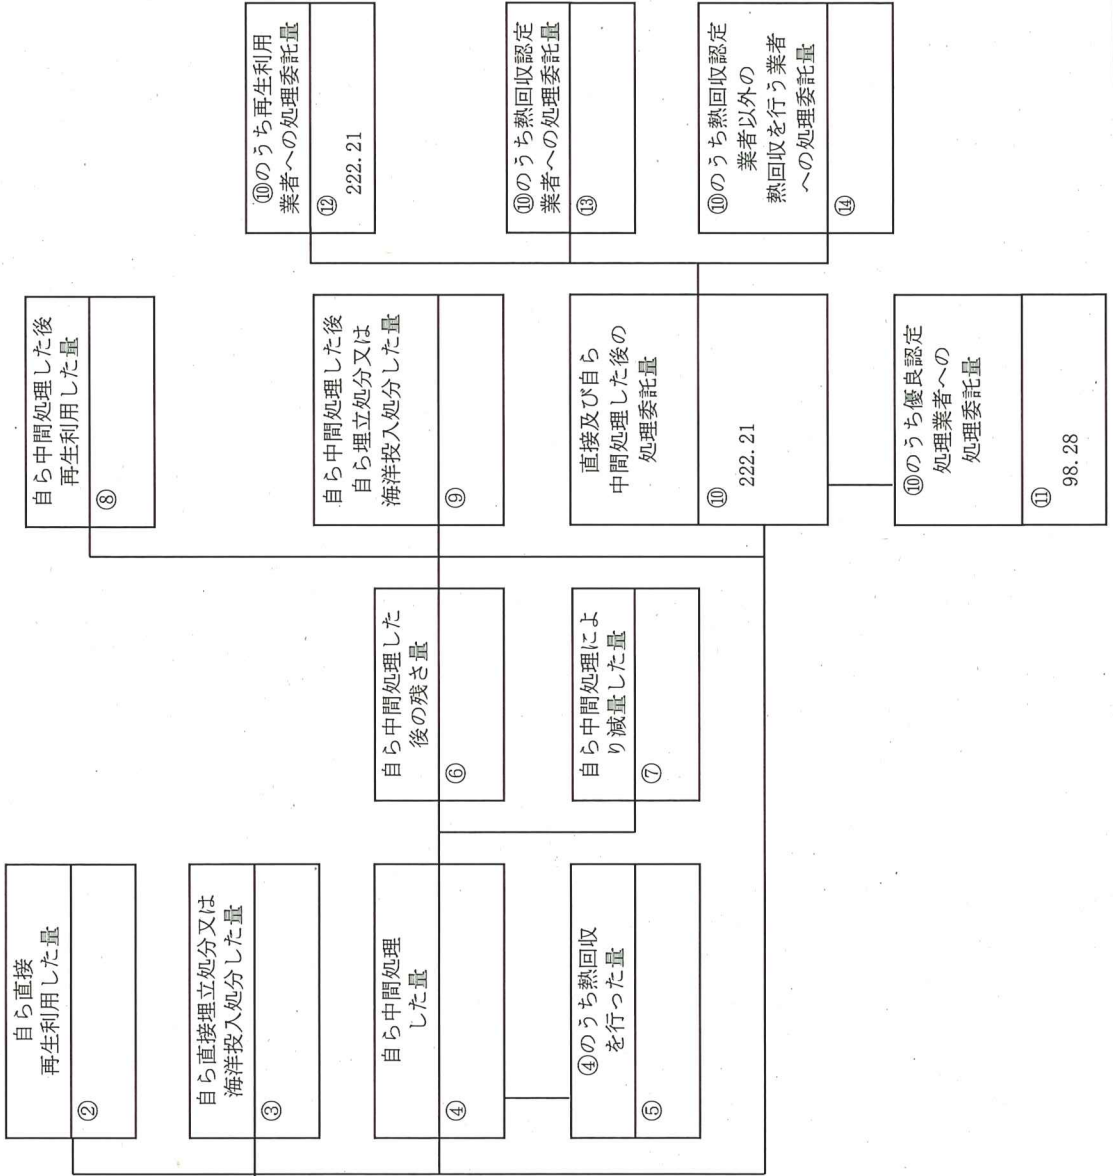 自ら直接
再生利用した量
②
自ら直接埋立処分又は
海洋投入処分した量
③
自ら中間処理
した量
④
④のうち熱回収
を行った量
⑤
自ら中間処理した
後の残さ量
⑥
自ら中間処理によ
り減量した量
⑦
自ら中間処理した後
再生利用した量
⑧
自ら中間処理した後
自ら埋立処分又は
海洋投入処分した量
⑨
直接及び自ら
中間処理した後の
処理委託量
⑩
222.21
⑩のうち優良認定
処理業者への
処理委託量
⑪
98.28
⑩のうち再生利用
業者への処理委託量
⑫
222.21
⑩のうち熱回収認定
業者への処理委託量
⑬
⑩のうち熱回収認定
業者以外の
熱回収を行う業者
への処理委託量
⑭